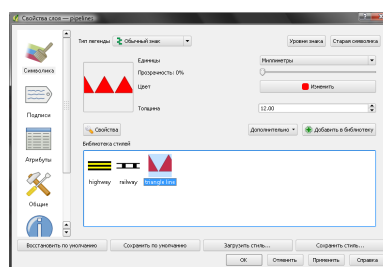 Свойства слоя — pipelines
Тип легенды
Обычный знак
Уровни знака
Старая символика
Символика
Подписи
Атрибуты
Общие
Единицы
Миллиметры
Прозрачность: 0%
Цвет
Изменить
Толщина
12.00
Свойства
Дополнительно
Добавить в библиотеку
Библиотека стилей
highway
railway
triangle line
Восстановить по умолчанию
Сохранить по умолчанию
Загрузить стиль...
Сохранить стиль...
OK
Отменить
Применить
Справка